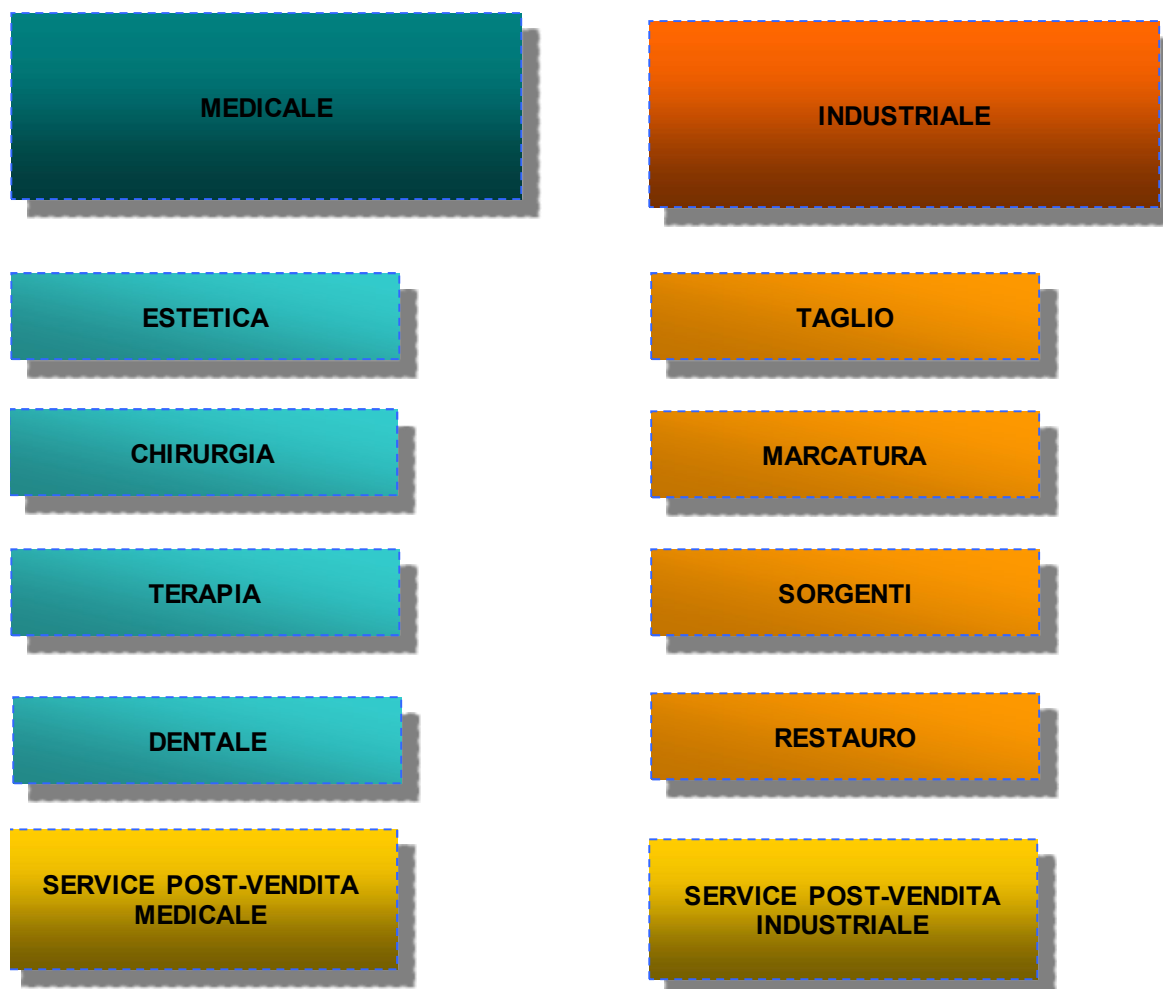 MEDICALE
INDUSTRIALE
ESTETICA
TAGLIO
CHIRURGIA
MARCATURA
TERAPIA
SORGENTI
DENTALE
RESTAURO
SERVICE POST-VENDITA
MEDICALE
SERVICE POST-VENDITA
INDUSTRIALE